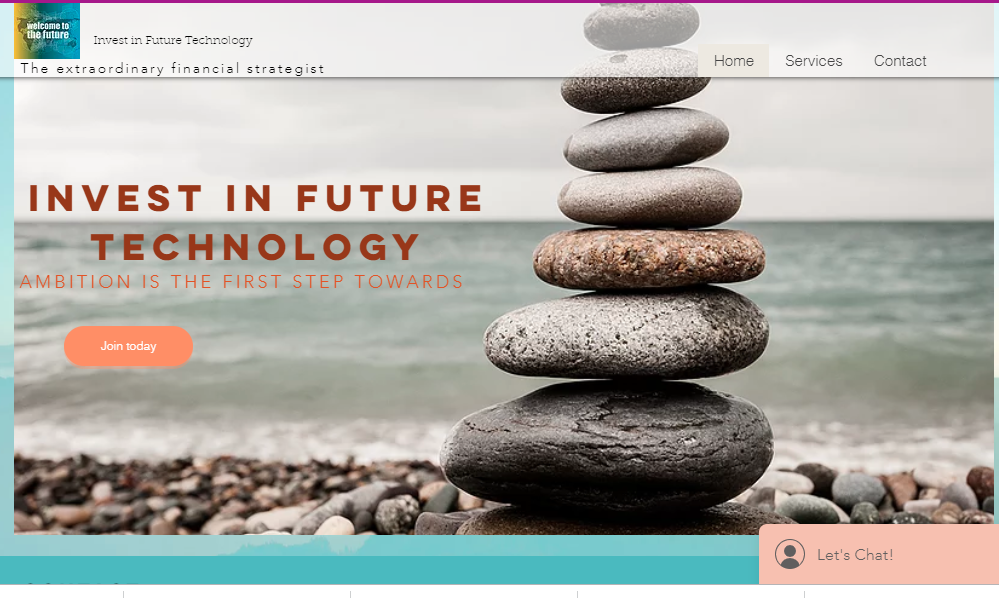 welcome to
the future
Invest in Future Technology
The extraordinary financial strategist
Home
Services
Contact
INVEST IN FUTURE
TECHNOLOGY
AMBITION IS THE FIRST STEP TOWARDS
Join today
Let's Chat!